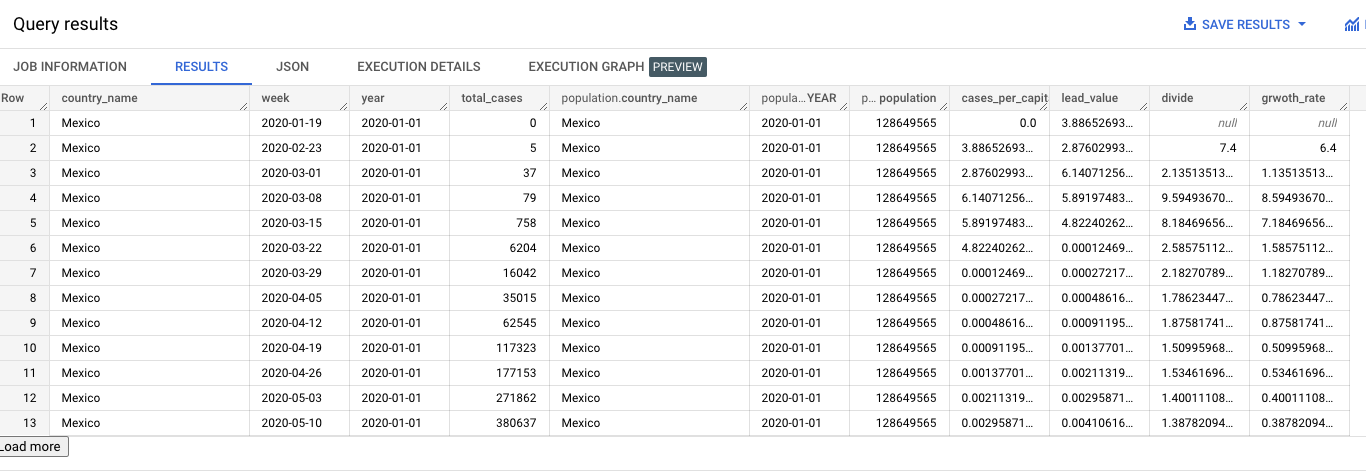 Query results SAVE RESULTS
JOB INFORMATION RESULTS JSON EXECUTION DETAILS EXECUTION GRAPH PREVIEW
Row country_name week year total_cases population.country_name popula...YEAR p... population cases_per_capit lead_value divide grwoth_rate
1 Mexico 2020-01-19 2020-01-01 0 Mexico 2020-01-01 128649565 0.0 3.88652693... null null
2 Mexico 2020-02-23 2020-01-01 5 Mexico 2020-01-01 128649565 3.88652693... 2.87602993... 7.4 6.4
3 Mexico 2020-03-01 2020-01-01 37 Mexico 2020-01-01 128649565 2.87602993... 6.14071256... 2.13513513... 1.13513513...
4 Mexico 2020-03-08 2020-01-01 79 Mexico 2020-01-01 128649565 6.14071256... 5.89197483... 9.59493670... 8.59493670...
5 Mexico 2020-03-15 2020-01-01 758 Mexico 2020-01-01 128649565 5.89197483... 4.82240262... 8.18469656... 7.18469656...
6 Mexico 2020-03-22 2020-01-01 6204 Mexico 2020-01-01 128649565 4.82240262... 0.00012469... 2.58575112... 1.58575112...
7 Mexico 2020-03-29 2020-01-01 16042 Mexico 2020-01-01 128649565 0.00012469... 0.00027217... 2.18270789... 1.18270789...
8 Mexico 2020-04-05 2020-01-01 35015 Mexico 2020-01-01 128649565 0.00027217... 0.00048616... 1.78623447... 0.78623447...
9 Mexico 2020-04-12 2020-01-01 62545 Mexico 2020-01-01 128649565 0.00048616... 0.00091195... 1.87581741... 0.87581741...
10 Mexico 2020-04-19 2020-01-01 117323 Mexico 2020-01-01 128649565 0.00091195... 0.00137701... 1.50995968... 0.50995968...
11 Mexico 2020-04-26 2020-01-01 177153 Mexico 2020-01-01 128649565 0.00137701... 0.00211319... 1.53461696... 0.53461696...
12 Mexico 2020-05-03 2020-01-01 271862 Mexico 2020-01-01 128649565 0.00211319... 0.00295871... 1.40011108... 0.40011108...
13 Mexico 2020-05-10 2020-01-01 380637 Mexico 2020-01-01 128649565 0.00295871... 0.00410616... 1.38782094... 0.38782094...
Load more